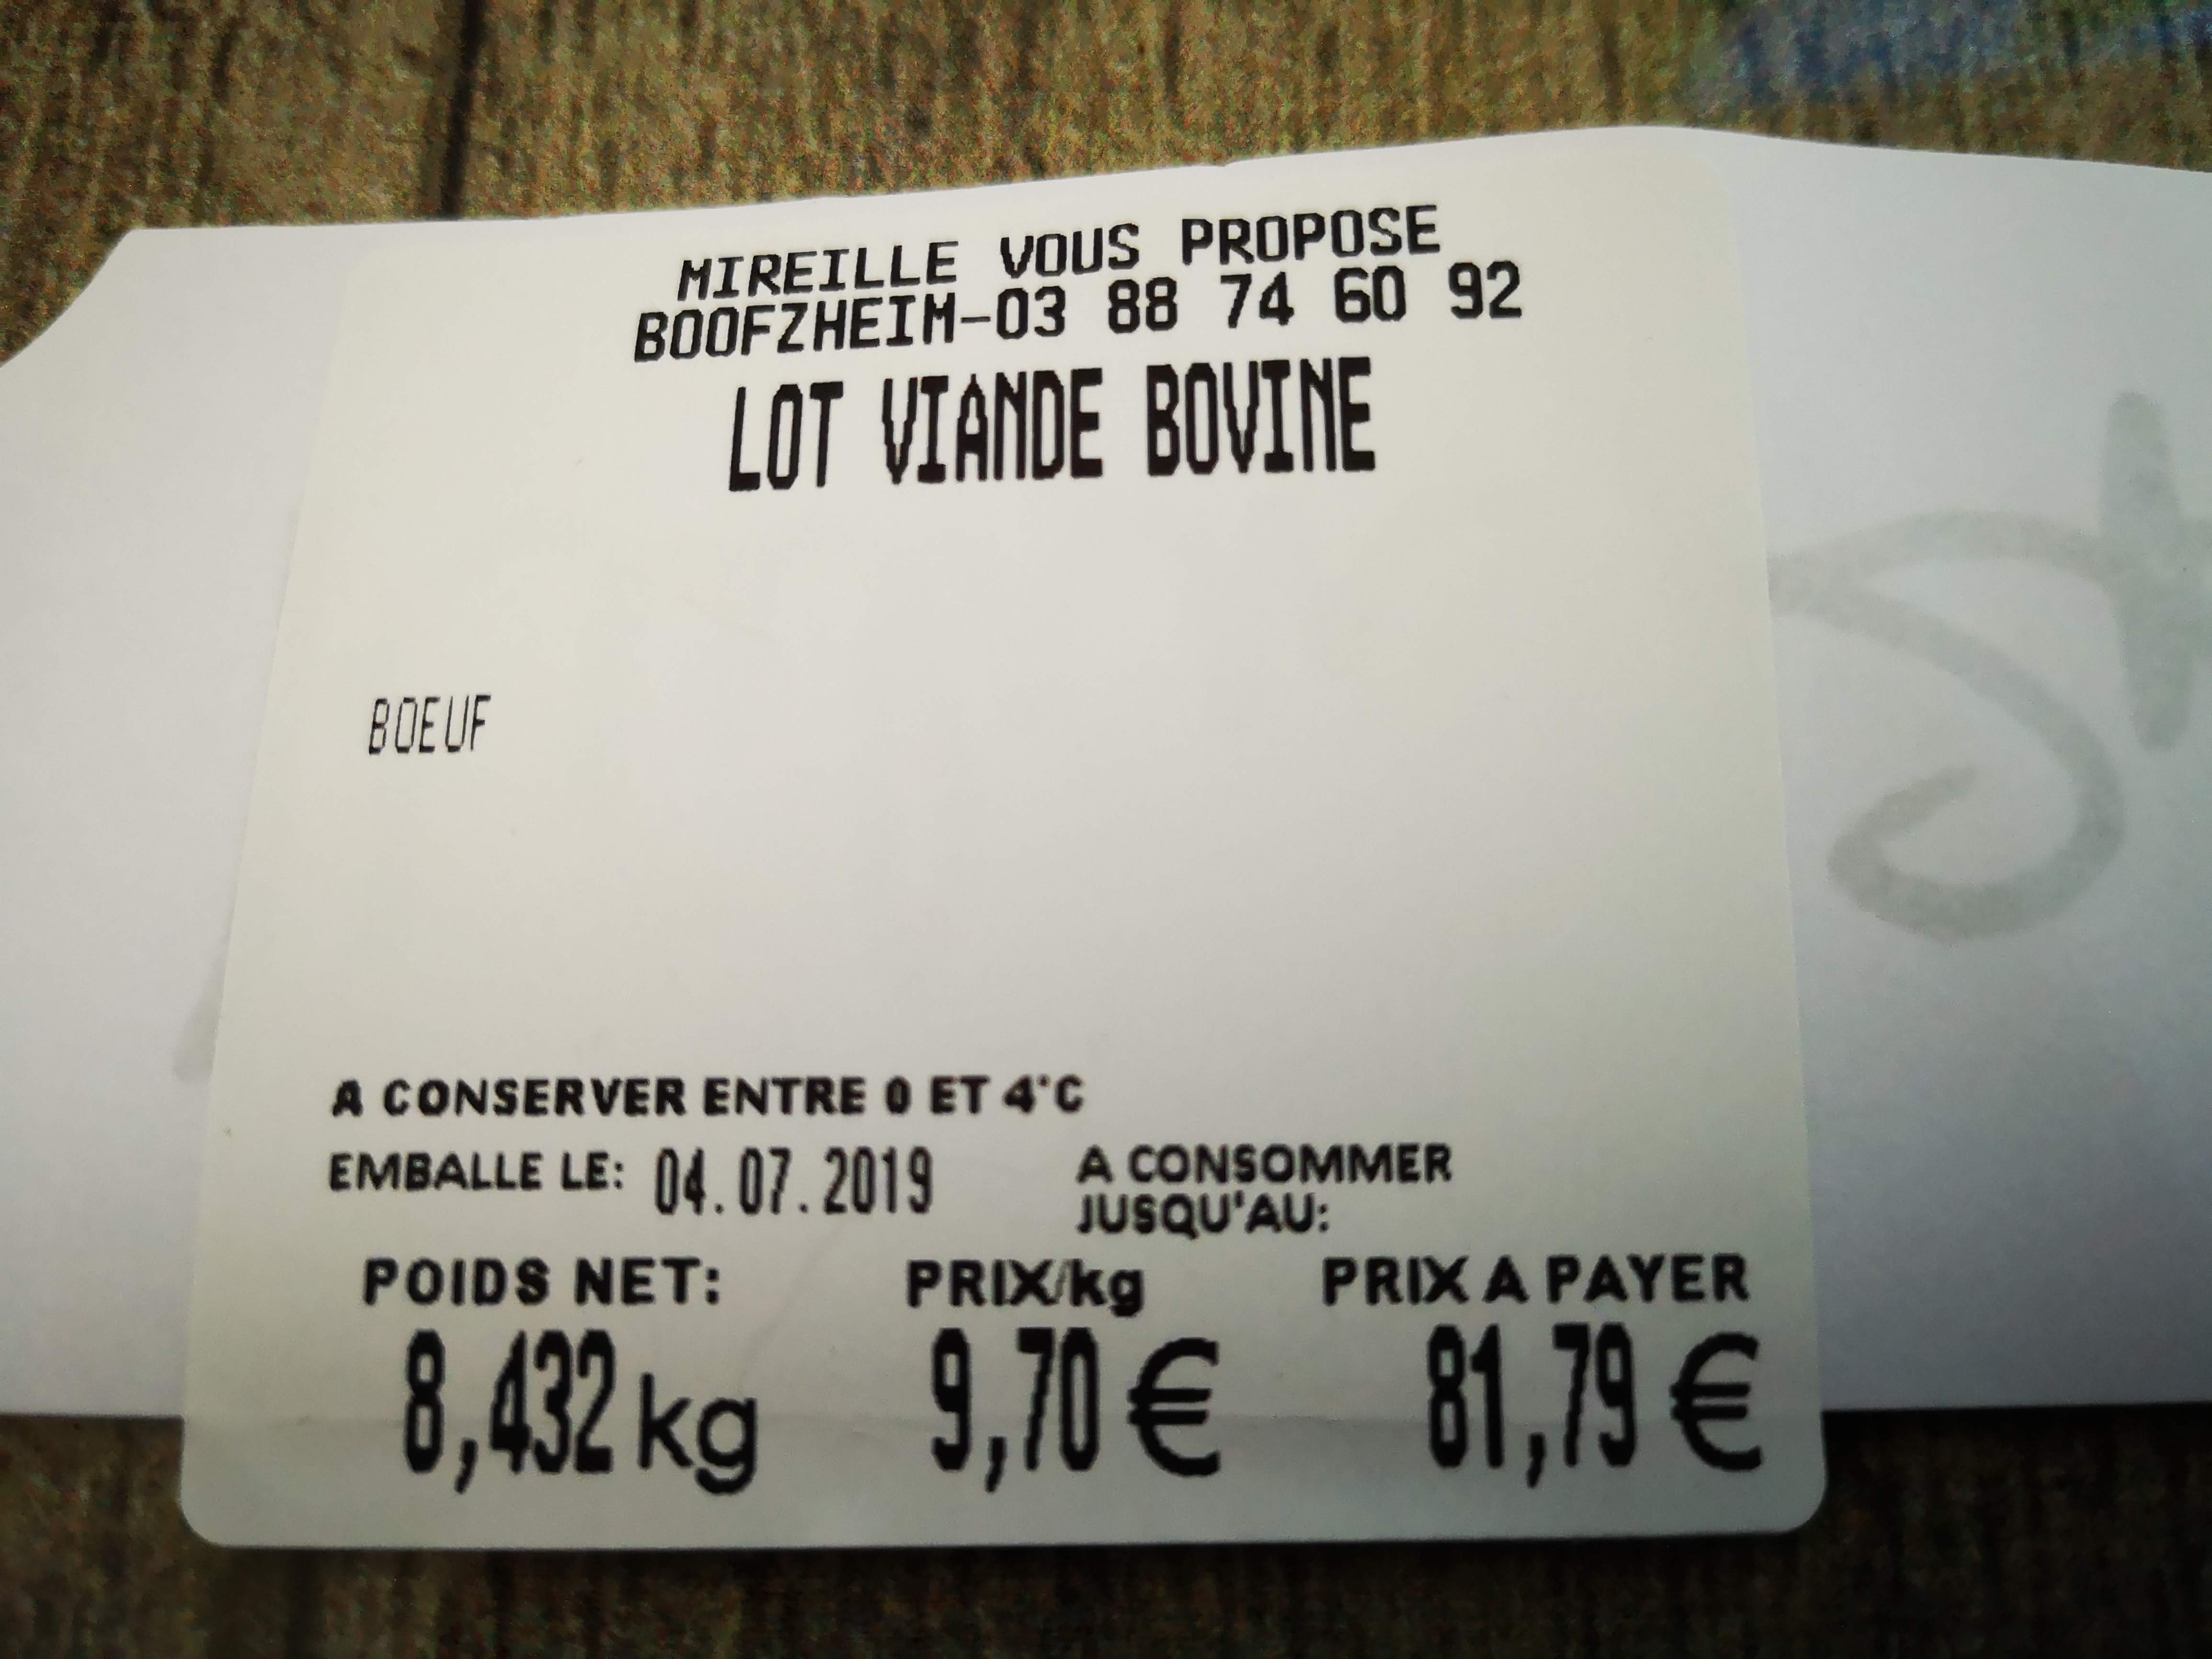 MIREILLE VOUS PROPOSE
BOOFZHEIM-03 88 74 60 92
LOT VIANDE BOVINE
BOEUF
A CONSERVER ENTRE 0 ET 4°C
EMBALLE LE: 04.07.2019
A CONSOMMER
JUSQU'AU:
POIDS NET: PRIX/kg PRIX A PAYER
8,432 kg 9,70 € 81,79 €